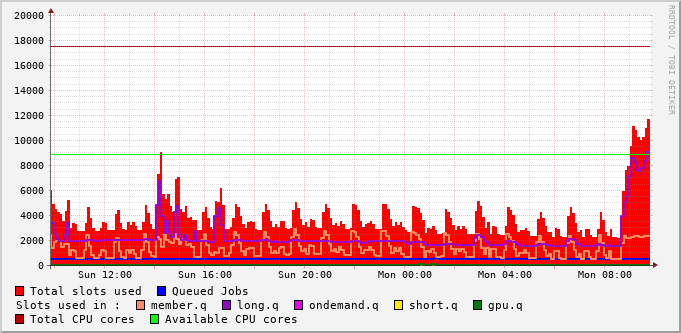 RRDTOOL / TOBI OETIKER
20000
18000
16000
14000
12000
10000
8000
6000
4000
2000
0
Sun 12:00 Sun 16:00 Sun 20:00 Mon 00:00 Mon 04:00 Mon 08:00
Total slots used Queued Jobs
Slots used in : member.q long.q ondemand.q short.q gpu.q
Total CPU cores Available CPU cores